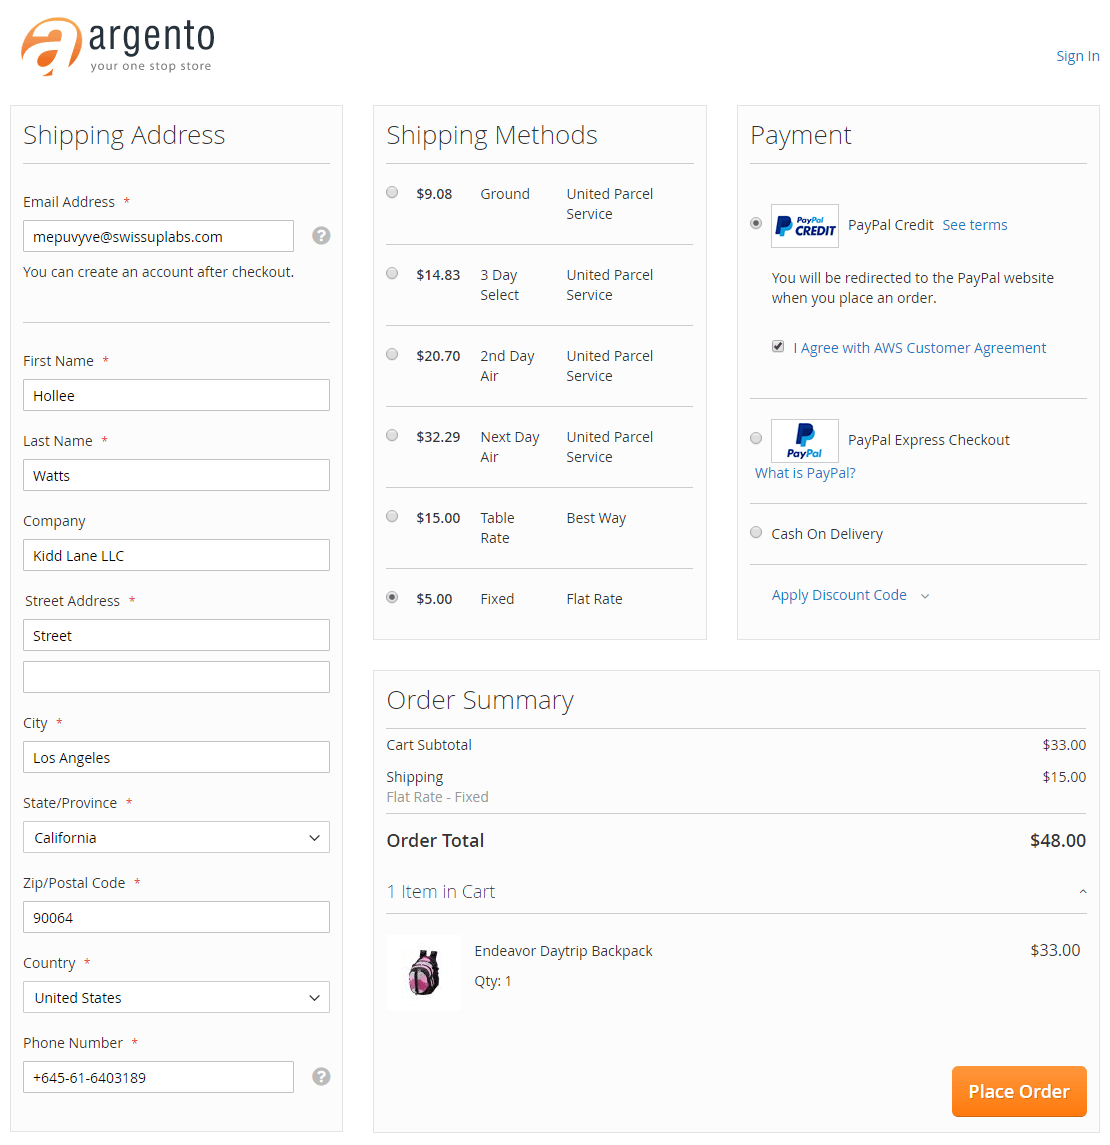 argento
your one stop store
Sign In
Shipping Address
Email Address *
mepuvyve@swissuplabs.com
?
You can create an account after checkout.
First Name *
Hollee
Last Name *
Watts
Company
Kidd Lane LLC
Street Address *
Street
City *
Los Angeles
State/Province *
California
Zip/Postal Code *
90064
Country *
United States
Phone Number *
+645-61-6403189
?
Shipping Methods
$9.08 Ground United Parcel
Service
$14.83 3 Day United Parcel
Select Service
$20.70 2nd Day United Parcel
Air Service
$32.29 Next Day United Parcel
Air Service
$15.00 Table Best Way
Rate
$5.00 Fixed Flat Rate
Payment
PayPal
CREDIT
PayPal Credit See terms
You will be redirected to the PayPal website
when you place an order.
I Agree with AWS Customer Agreement
PayPal
PayPal Express Checkout
What is PayPal?
Cash On Delivery
Apply Discount Code
Order Summary
Cart Subtotal $33.00
Shipping $15.00
Flat Rate - Fixed
Order Total $48.00
1 Item in Cart
Endeavor Daytrip Backpack $33.00
Qty: 1
Place Order